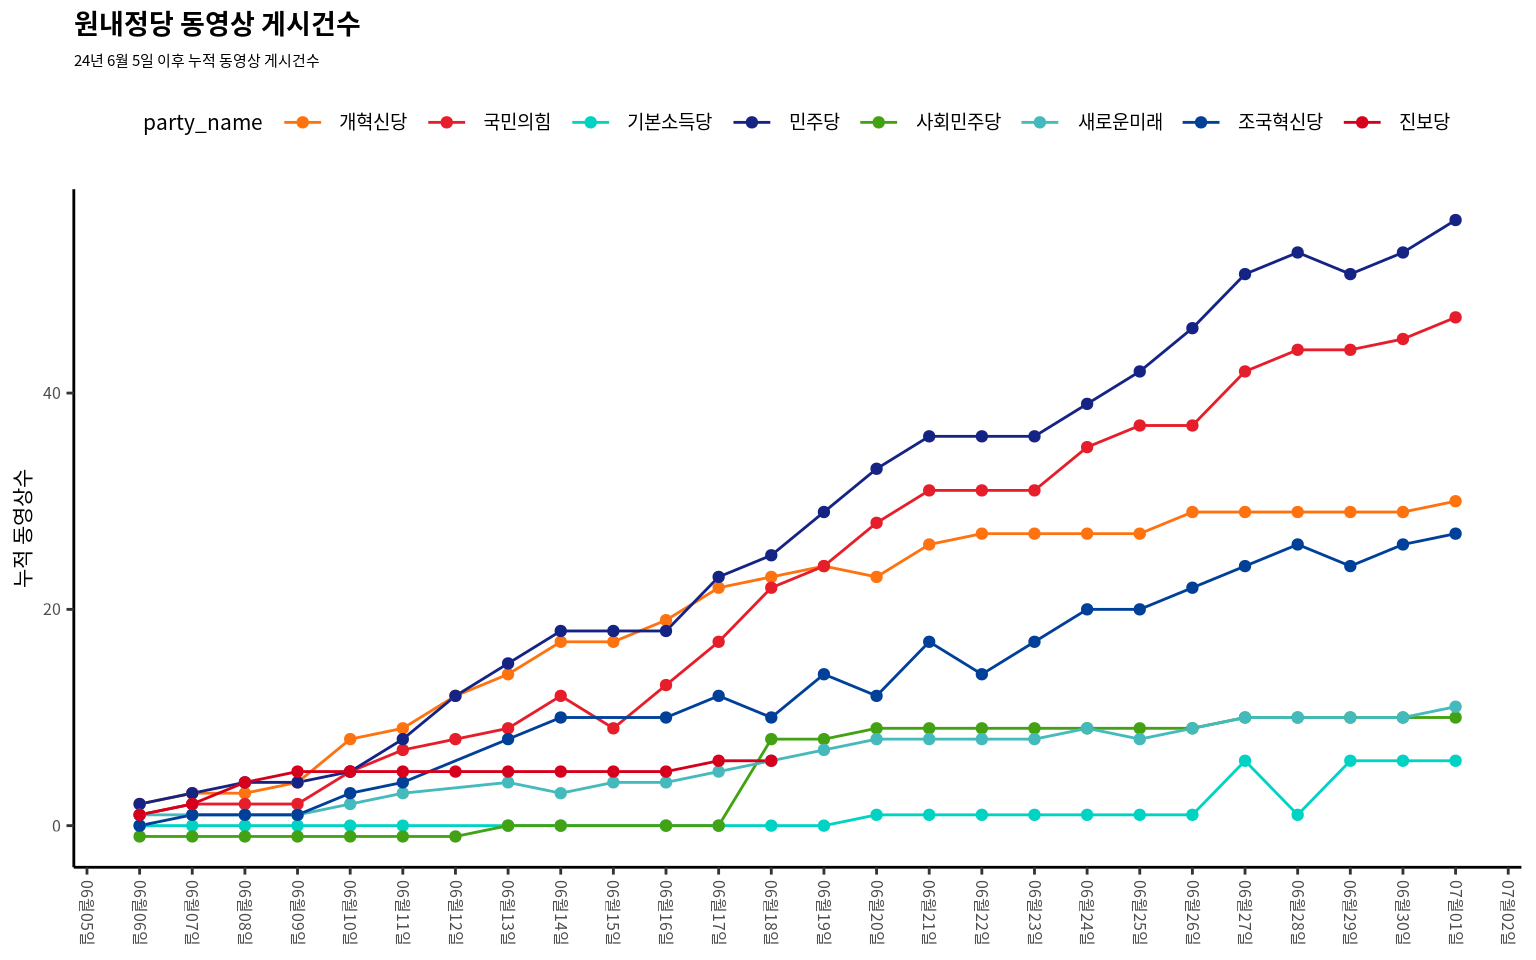 원내정당 동영상 게시건수
24년 6월 5일 이후 누적 동영상 게시건수
party_name 개혁신당 국민의힘 기본소득당 민주당 사회민주당 새로운미래 조국혁신당 진보당
누적 동영상수
40
20
0
06월05일
06월06일
06월07일
06월08일
06월09일
06월10일
06월11일
06월12일
06월13일
06월14일
06월15일
06월16일
06월17일
06월18일
06월19일
06월20일
06월21일
06월22일
06월23일
06월24일
06월25일
06월26일
06월27일
06월28일
06월29일
06월30일
07월01일
07월02일